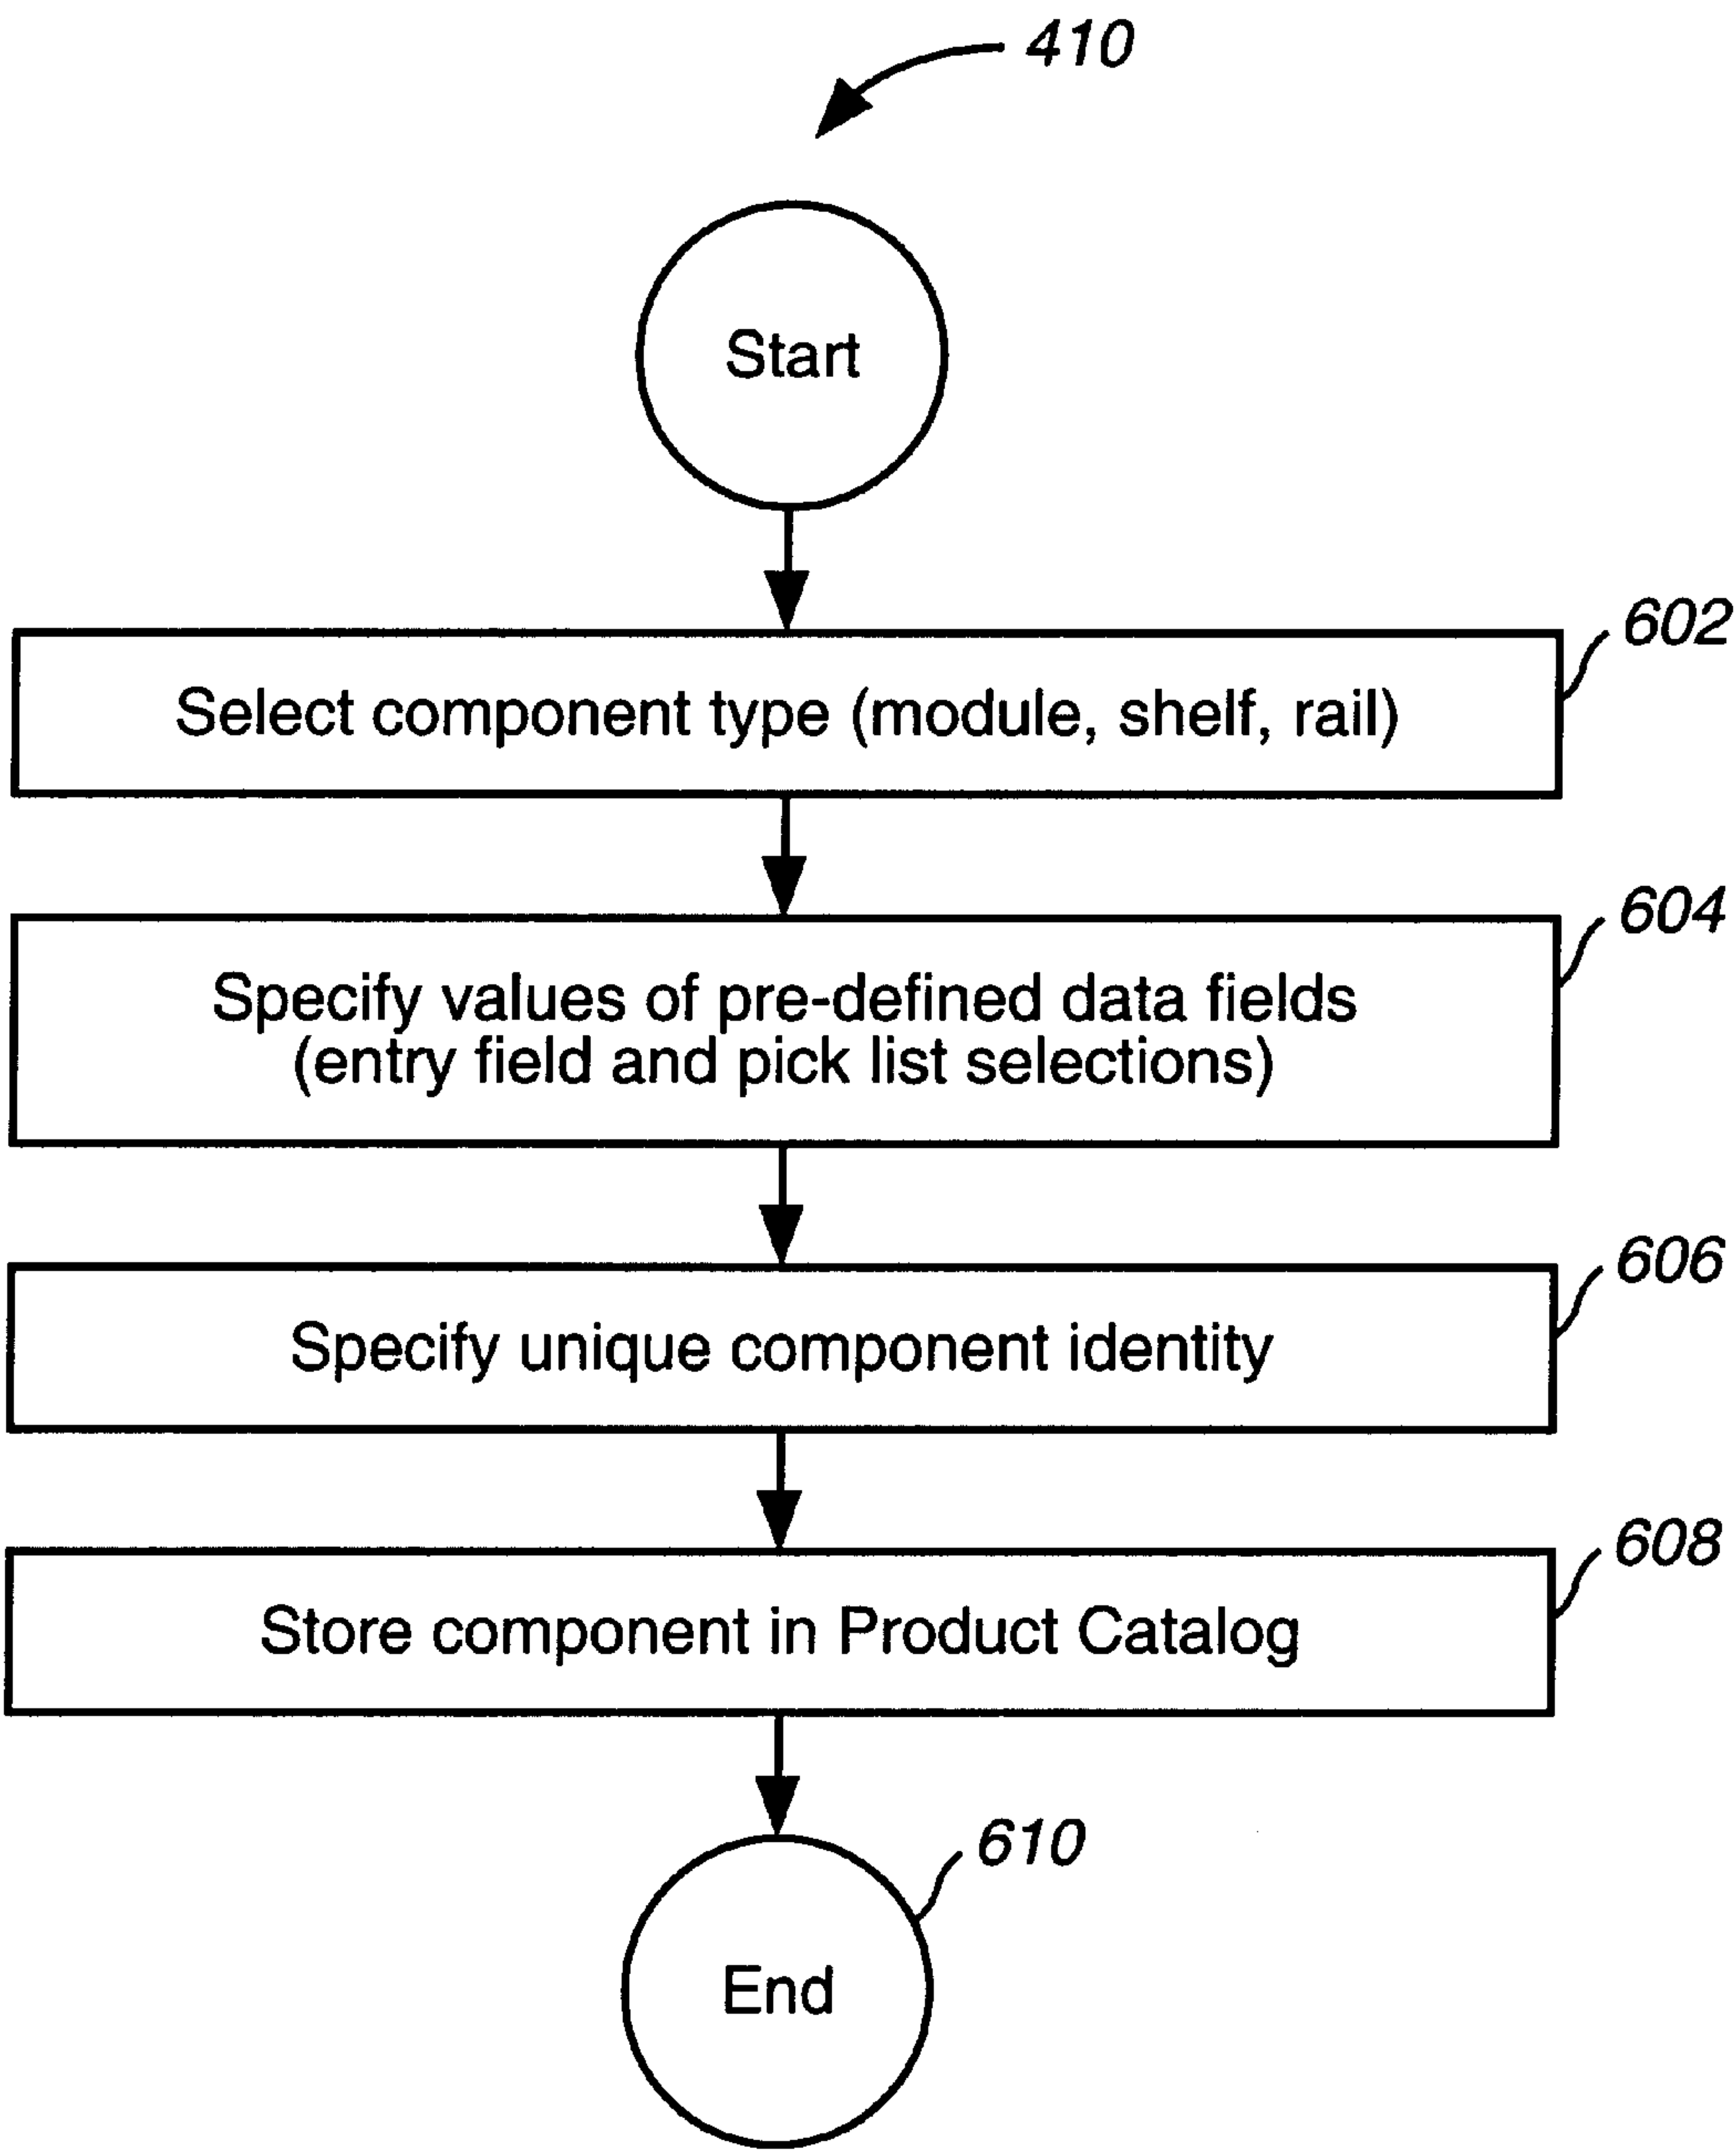 410
Start
602
Select component type (module, shelf, rail)
604
Specify values of pre-defined data fields
(entry field and pick list selections)
606
Specify unique component identity
608
Store component in Product Catalog
610
End